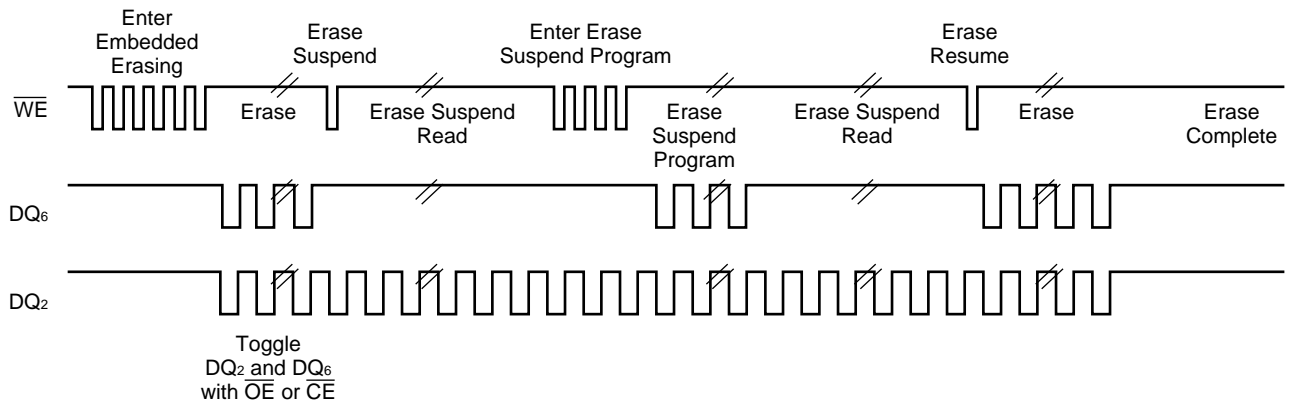 Enter
Embedded
Erasing
Erase
Suspend
Enter Erase
Suspend Program
Erase
Resume
WE
Erase
Erase Suspend
Read
Erase
Suspend
Program
Erase Suspend
Read
Erase
Erase
Complete
DQ6
DQ2
Toggle
DQ2 and DQ6
with OE or CE